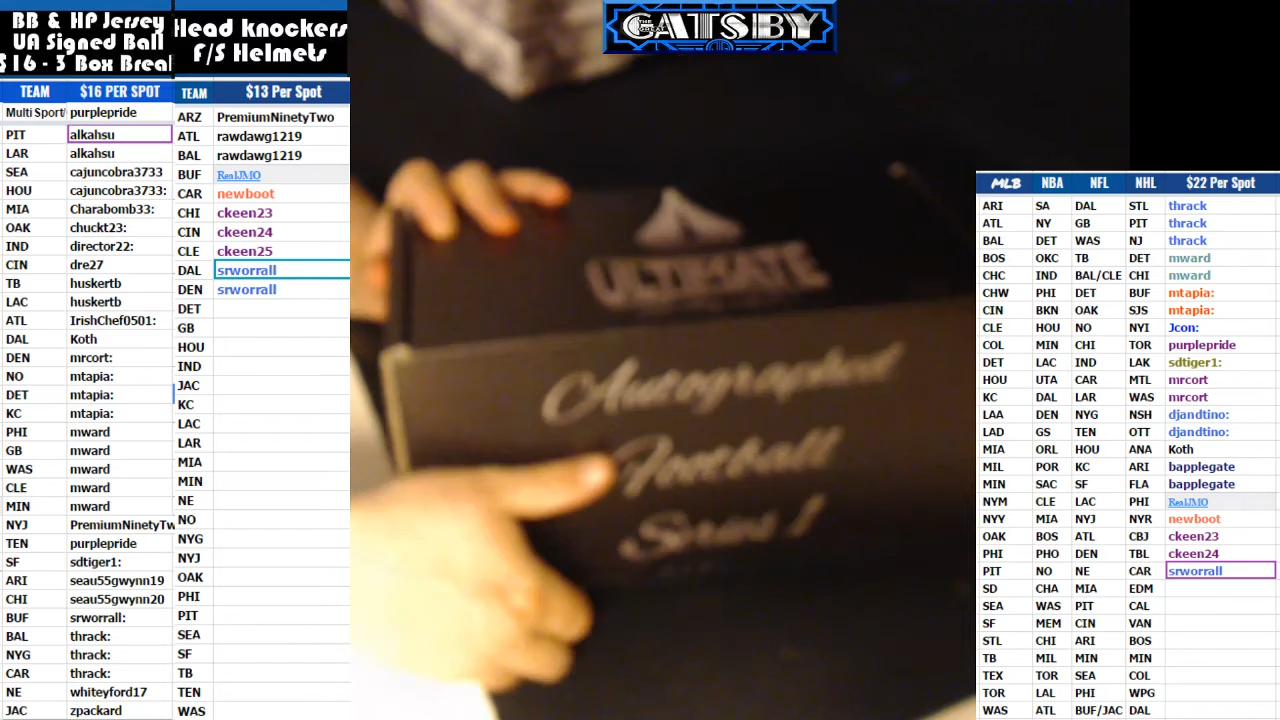 BB & HP Jersey
UA Signed Ball
$16 - 3 Box Break
TEAM $16 PER SPOT
Multi Sport/ purplepride
PIT alkahsu
LAR alkahsu
SEA cajuncobra3733
HOU cajuncobra3733:
MIA Charabomb33:
OAK chuckt23:
IND director22:
CIN dre27
TB huskertb
LAC huskertb
ATL IrishChef0501:
DAL Koth
DEN mrcort:
NO mtapia:
DET mtapia:
KC mtapia:
PHI mward
GB mward
WAS mward
CLE mward
MIN mward
NYJ PremiumNinetyTw
TEN purplepride
SF sdtiger1:
ARI seau55gwynn19
CHI seau55gwynn20
BUF srworrall:
BAL thrack:
NYG thrack:
CAR thrack:
NE whiteyford17
JAC zpackard
Head knockers
F/S Helmets
TEAM $13 Per Spot
ARZ PremiumNinetyTwo
ATL rawdawg1219
BAL rawdawg1219
BUF RealJMO
CAR newboot
CHI ckeen23
CIN ckeen24
CLE ckeen25
DAL srworrall
DEN srworrall
DET
GB
HOU
IND
JAC
KC
LAC
LAR
MIA
MIN
NE
NO
NYG
NYJ
OAK
PHI
PIT
SEA
SF
TB
TEN
WAS
THE GREAT GATSBY
ULTIMATE
Autographed
Football
Series 1
MLB NBA NFL NHL $22 Per Spot
ARI SA DAL STL thrack
ATL NY GB PIT thrack
BAL DET WAS NJ thrack
BOS OKC TB DET mward
CHC IND BAL/CLE CHI mward
CHW PHI DET BUF mtapia:
CIN BKN OAK SJS mtapia:
CLE HOU NO NYI Jcon:
COL MIN CHI TOR purplepride
DET LAC IND LAK sdtiger1:
HOU UTA CAR MTL mrcort
KC DAL LAR WAS mrcort
LAA DEN NYG NSH djandtino:
LAD GS TEN OTT djandtino:
MIA ORL HOU ANA Koth
MIL POR KC ARI bapplegate
MIN SAC SF FLA bapplegate
NYM CLE LAC PHI RealJMO
NYY MIA NYJ NYR newboot
OAK BOS ATL CBJ ckeen23
PHI PHO DEN TBL ckeen24
PIT NO NE CAR srworrall
SD CHA MIA EDM
SEA WAS PIT CAL
SF MEM CIN VAN
STL CHI ARI BOS
TB MIL MIN MIN
TEX TOR SEA COL
TOR LAL PHI WPG
WAS ATL BUF/JAC DAL